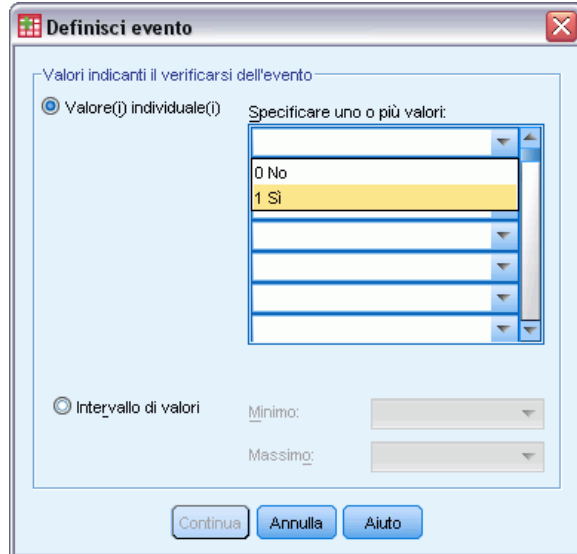 Definisci evento
Valori indicanti il verificarsi dell'evento
Valore(i) individuale(i)
Specificare uno o più valori:
0 No
1 Sì
Intervallo di valori
Minimo:
Massimo:
Continua
Annulla
Aiuto